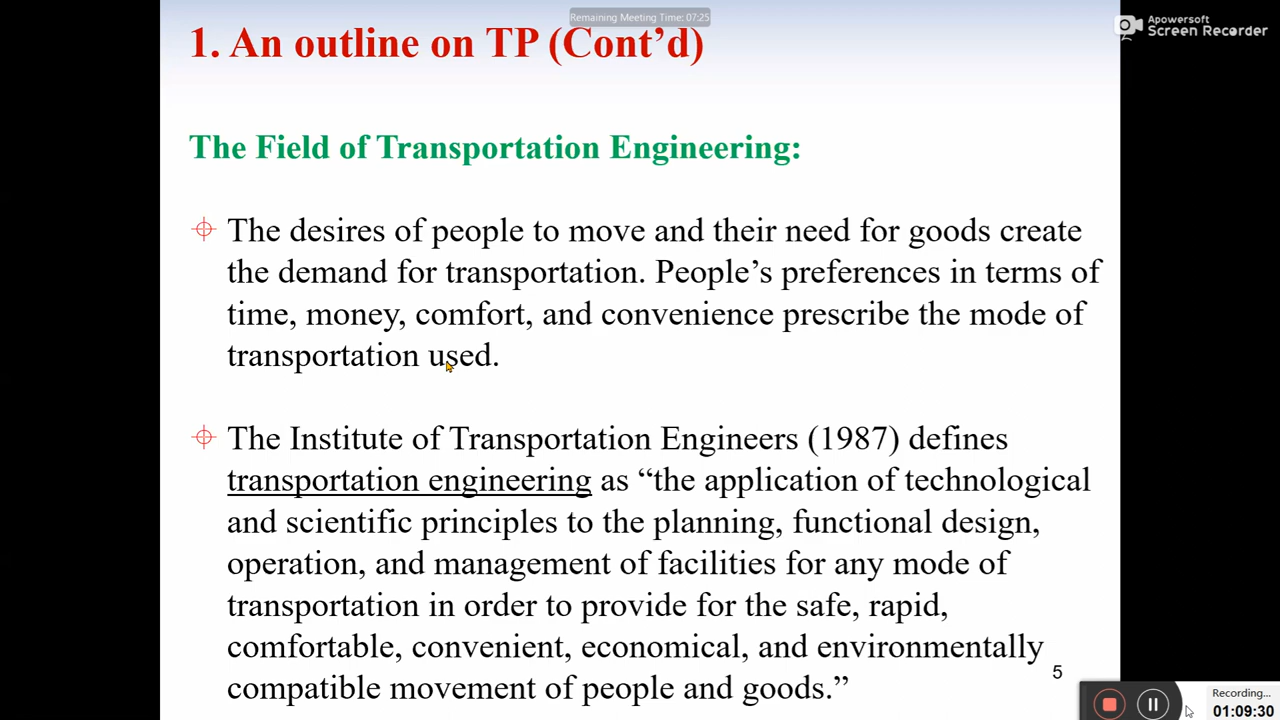 Remaining Meeting Time: 07:25
Apowersoft
Screen Recorder
1. An outline on TP (Cont’d)
The Field of Transportation Engineering:
The desires of people to move and their need for goods create
the demand for transportation. People’s preferences in terms of
time, money, comfort, and convenience prescribe the mode of
transportation used.
The Institute of Transportation Engineers (1987) defines
transportation engineering as “the application of technological
and scientific principles to the planning, functional design,
operation, and management of facilities for any mode of
transportation in order to provide for the safe, rapid,
comfortable, convenient, economical, and environmentally
compatible movement of people and goods.”
5
Recording...
01:09:30